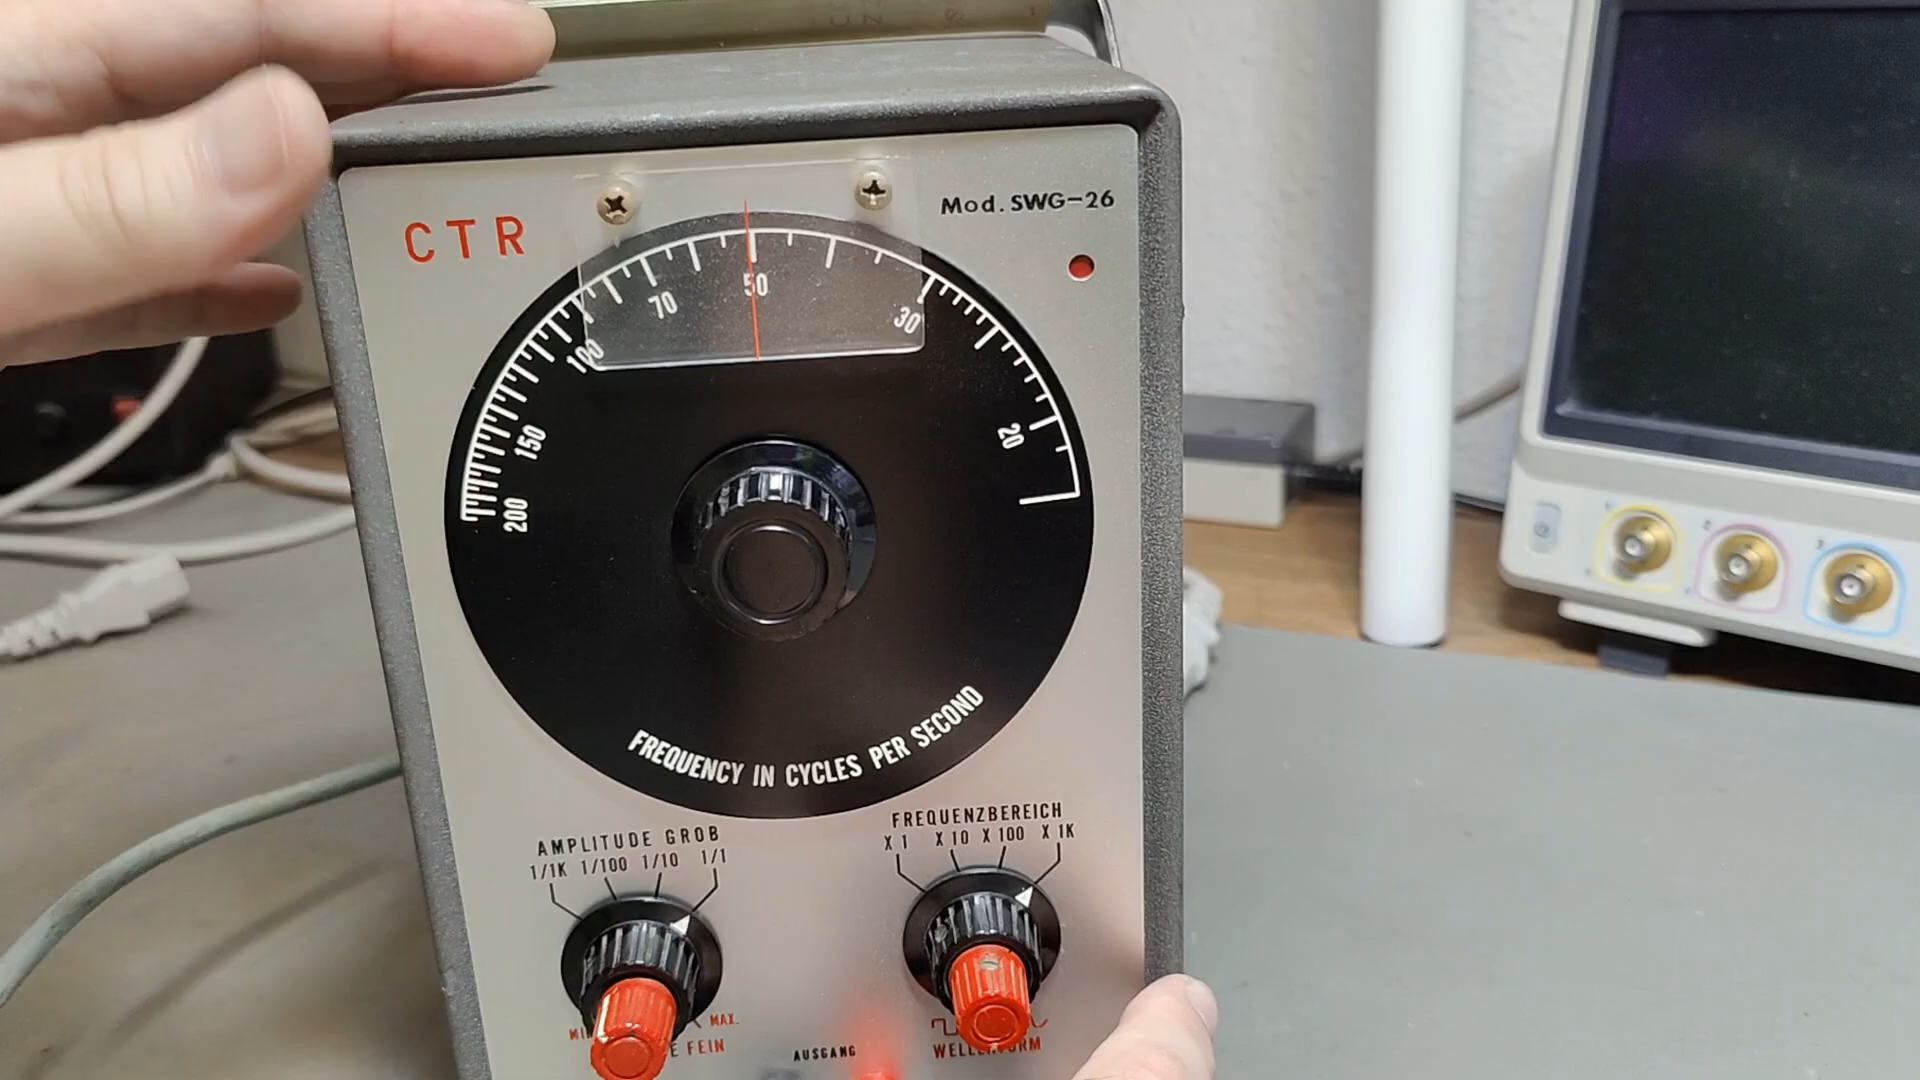 CTR
Mod. SWG-26
100 70 50 30
150 20
200
FREQUENCY IN CYCLES PER SECOND
AMPLITUDE GROB
1/1K 1/100 1/10 1/1
FREQUENZBEREICH
X 1 X 10 X 100 X 1K
MAX.
FEIN
AUSGANG